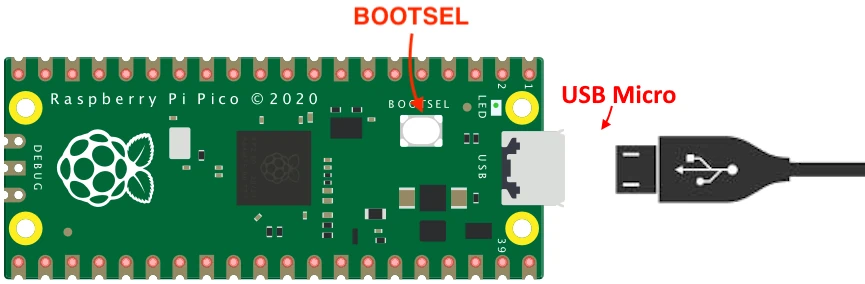 BOOTSEL
Raspberry Pi Pico ©2020
BOOTSEL
LED
2
1
USB Micro
DEBUG
USB
39